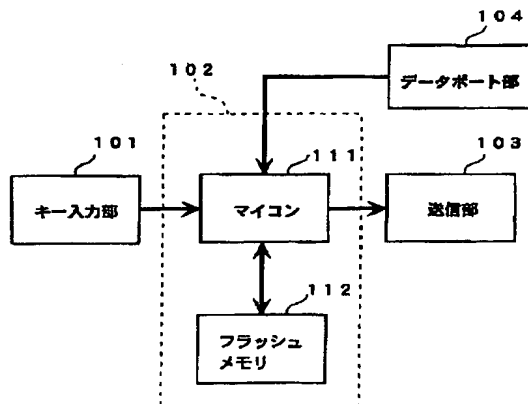 104
データポート部
102
101
111
103
キー入力部
マイコン
送信部
112
フラッシュ
メモリ